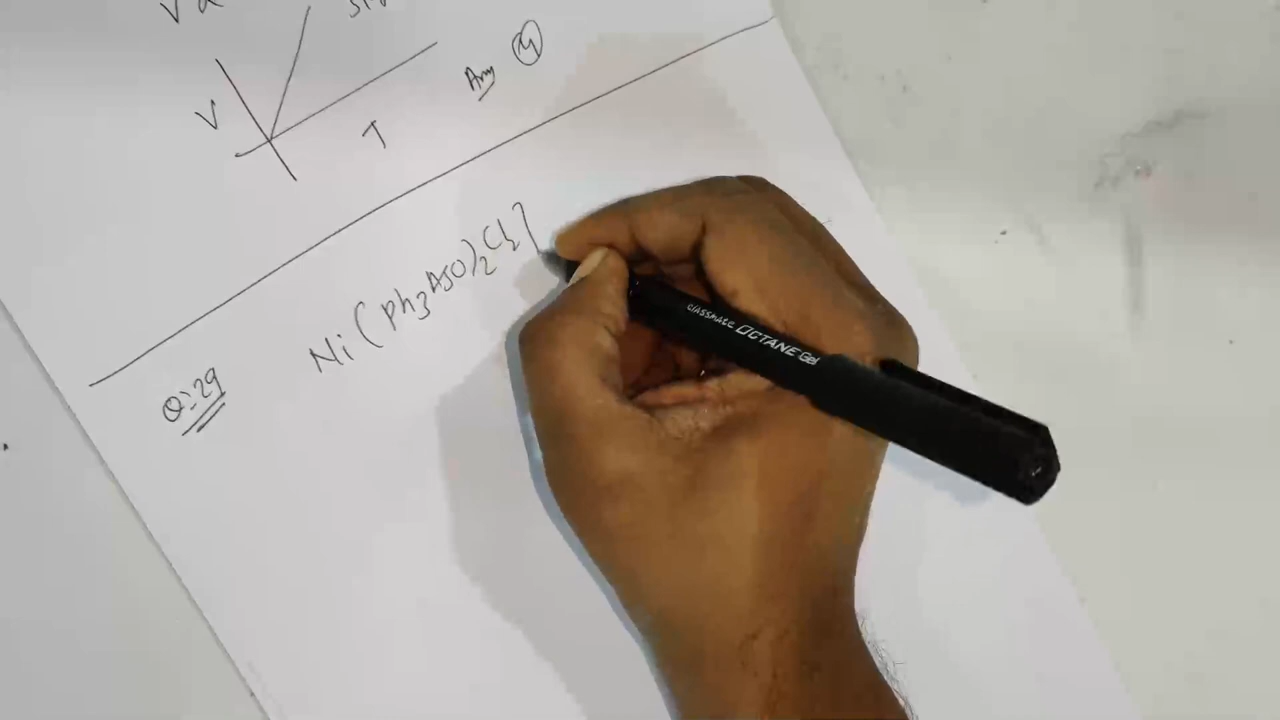 V α
V
T
Ans 4
Q:-29
Ni(Ph3AsO)2Cl2]
classmate OCTANE Gel